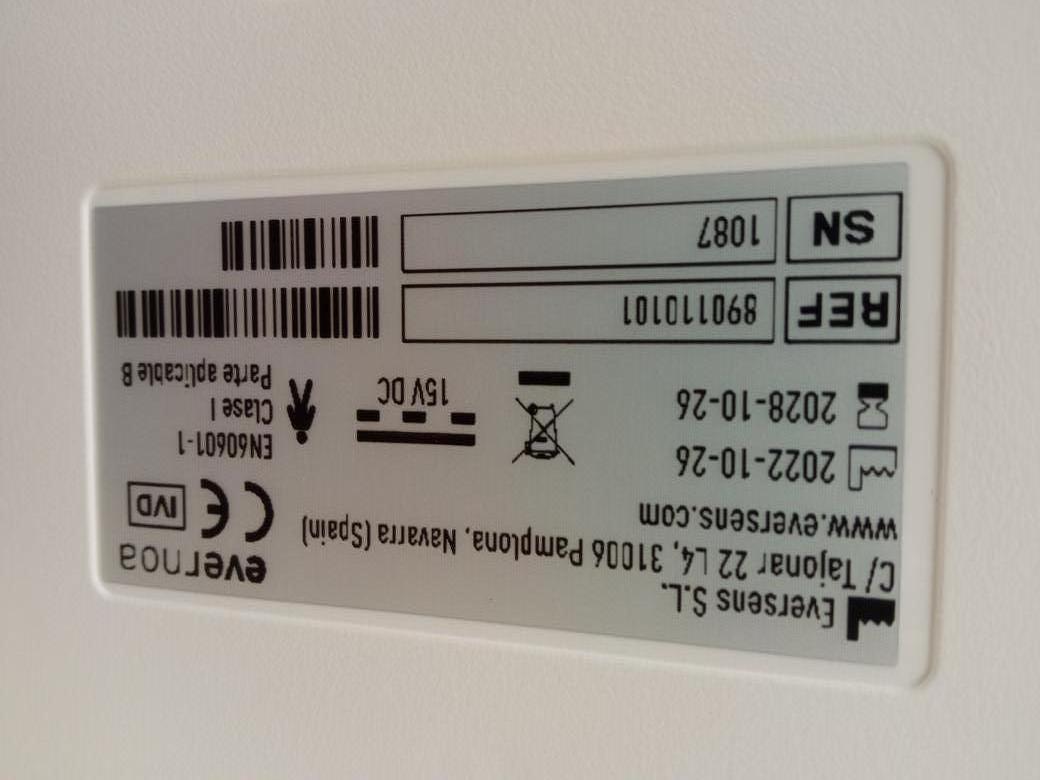 Eversens S.L.
C/ Tajonar 22 L4, 31006 Pamplona, Navarra (Spain)
www.eversens.com
evernoa
CE IVD
2022-10-26
2028-10-26
15V DC
EN60601-1
Clase I
Parte aplicable B
REF 890110101
SN 1087